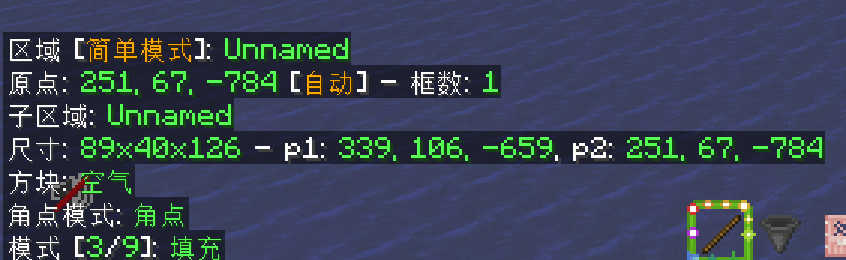 区域 [简单模式]: Unnamed
原点: 251, 67, -784 [自动] - 框数: 1
子区域: Unnamed
尺寸: 89x40x126 - p1: 339, 106, -659, p2: 251, 67, -784
方块: 空气
角点模式: 角点
模式 [3/9]: 填充